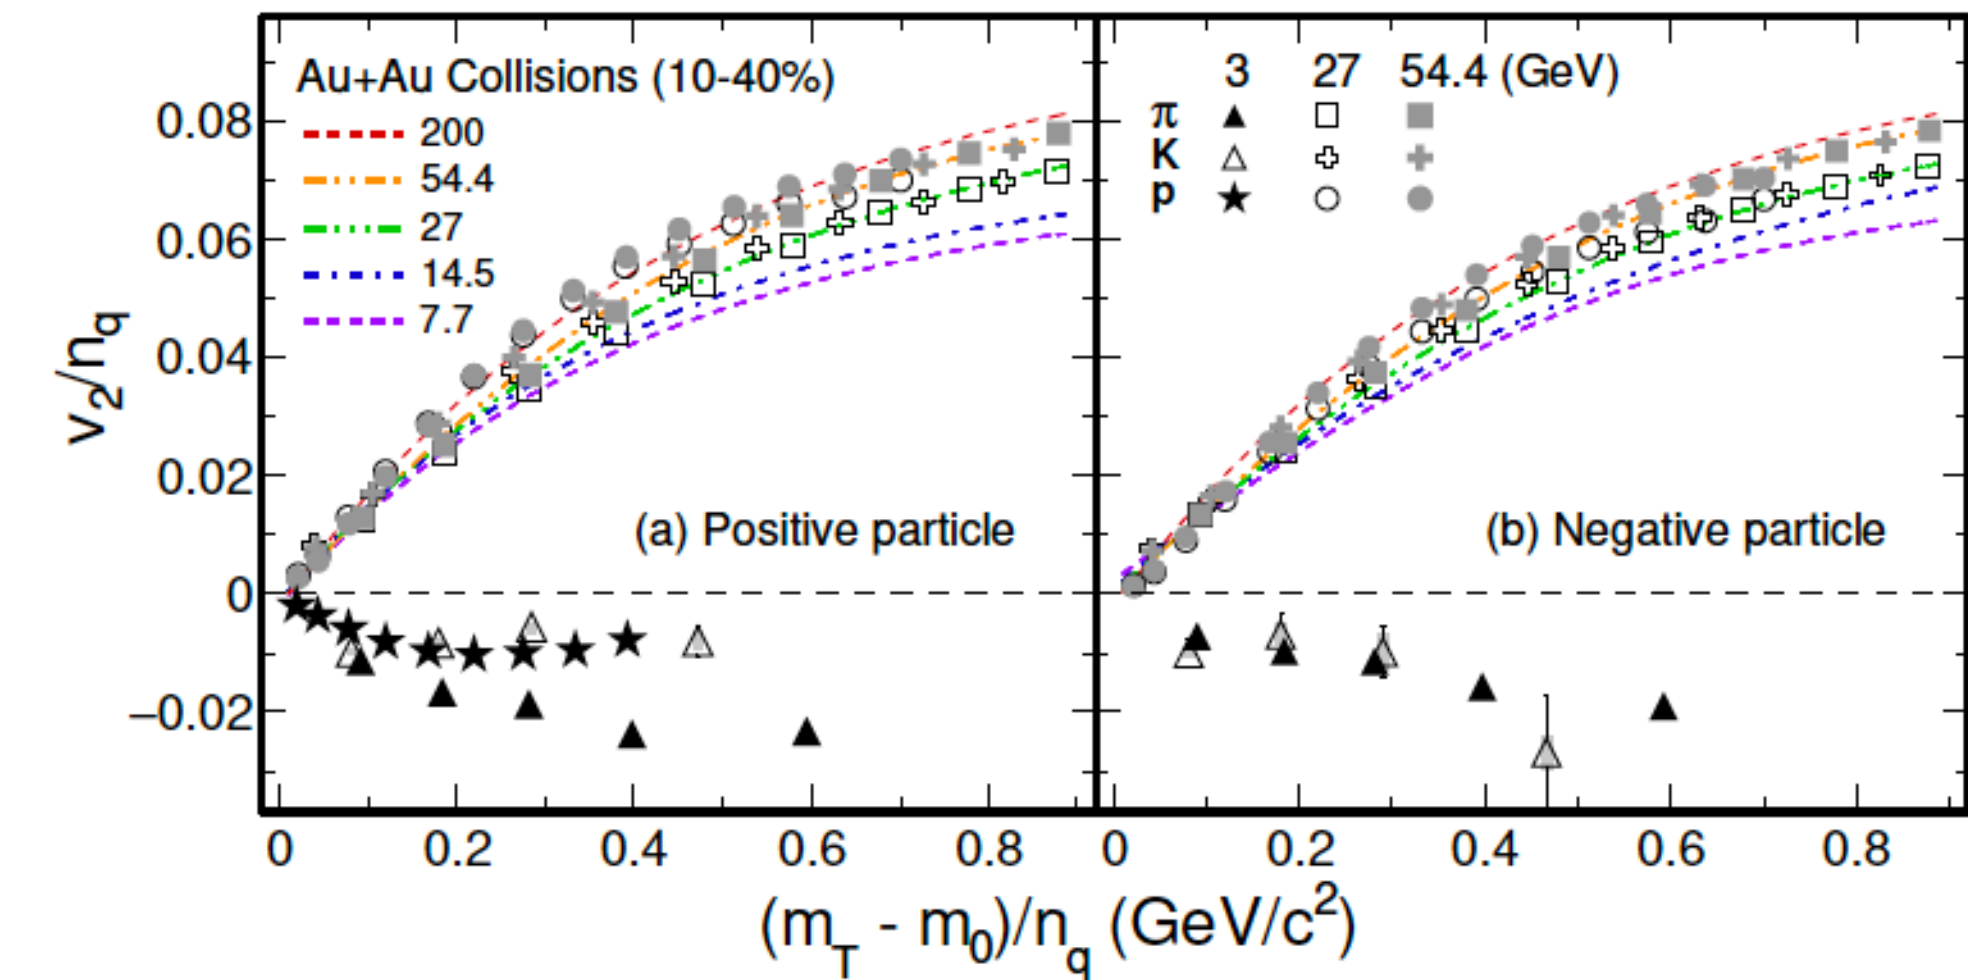 Au+Au Collisions (10-40%)
200
54.4
27
14.5
7.7
3 27 54.4 (GeV)
π
K
p
(a) Positive particle
(b) Negative particle
0.08
0.06
0.04
0.02
0
−0.02
v2/nq
0 0.2 0.4 0.6 0.8 0 0.2 0.4 0.6 0.8
(mT - m0)/nq (GeV/c²)